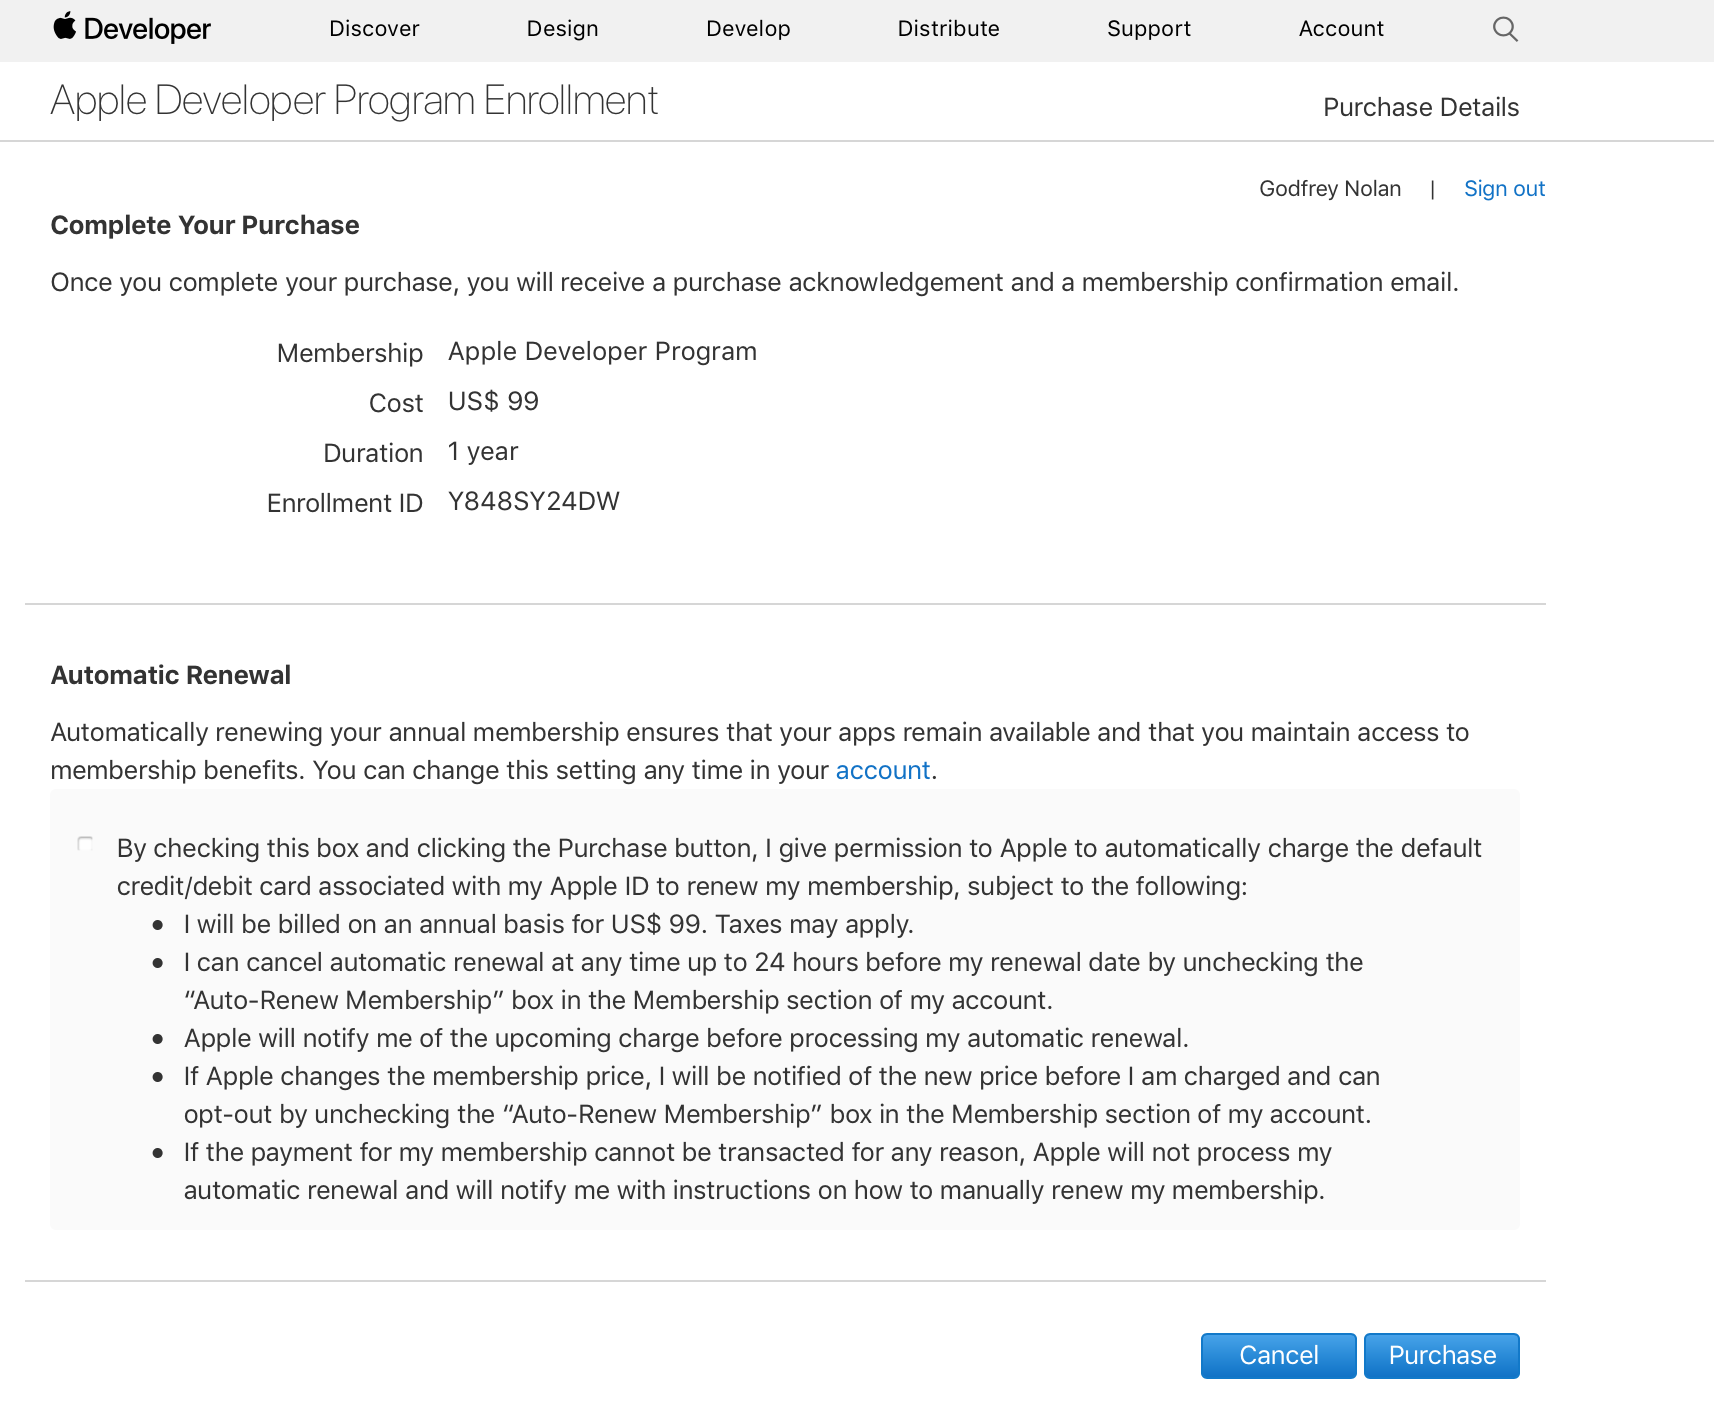 Developer
Discover
Design
Develop
Distribute
Support
Account
Apple Developer Program Enrollment
Purchase Details
Godfrey Nolan | Sign out
Complete Your Purchase
Once you complete your purchase, you will receive a purchase acknowledgement and a membership confirmation email.
Membership Apple Developer Program
Cost US$ 99
Duration 1 year
Enrollment ID Y848SY24DW
Automatic Renewal
Automatically renewing your annual membership ensures that your apps remain available and that you maintain access to
membership benefits. You can change this setting any time in your account.
By checking this box and clicking the Purchase button, I give permission to Apple to automatically charge the default
credit/debit card associated with my Apple ID to renew my membership, subject to the following:
• I will be billed on an annual basis for US$ 99. Taxes may apply.
• I can cancel automatic renewal at any time up to 24 hours before my renewal date by unchecking the
“Auto-Renew Membership” box in the Membership section of my account.
• Apple will notify me of the upcoming charge before processing my automatic renewal.
• If Apple changes the membership price, I will be notified of the new price before I am charged and can
opt-out by unchecking the “Auto-Renew Membership” box in the Membership section of my account.
• If the payment for my membership cannot be transacted for any reason, Apple will not process my
automatic renewal and will notify me with instructions on how to manually renew my membership.
Cancel
Purchase